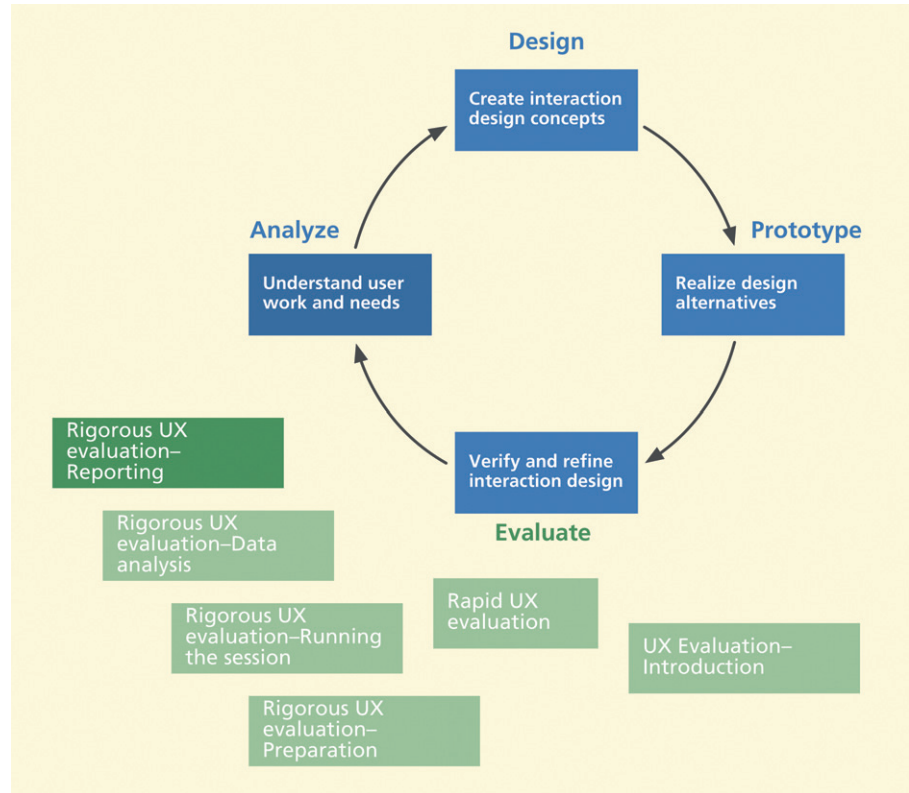 Design
Create interaction
design concepts
Analyze
Prototype
Understand user
work and needs
Realize design
alternatives
Verify and refine
interaction design
Evaluate
Rigorous UX
evaluation–
Reporting
Rigorous UX
evaluation–Data
analysis
Rigorous UX
evaluation–Running
the session
Rigorous UX
evaluation–
Preparation
Rapid UX
evaluation
UX Evaluation–
Introduction